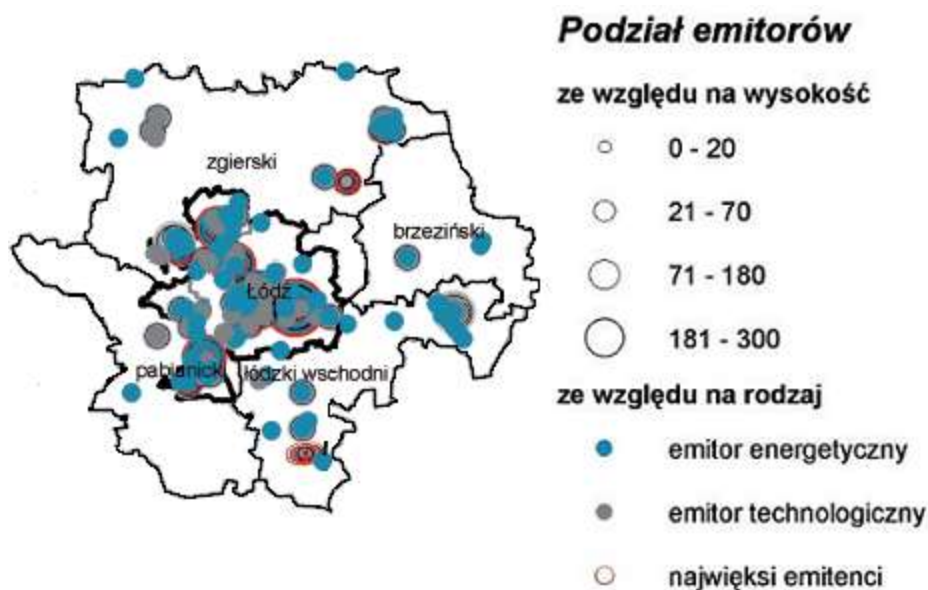 Podział emitorów
ze względu na wysokość
0 - 20
21 - 70
71 - 180
181 - 300
ze względu na rodzaj
emitor energetyczny
emitor technologiczny
najwięksi emitenci
zgierski
brzeziński
Łódź
pabianicki
łódzki wschodni